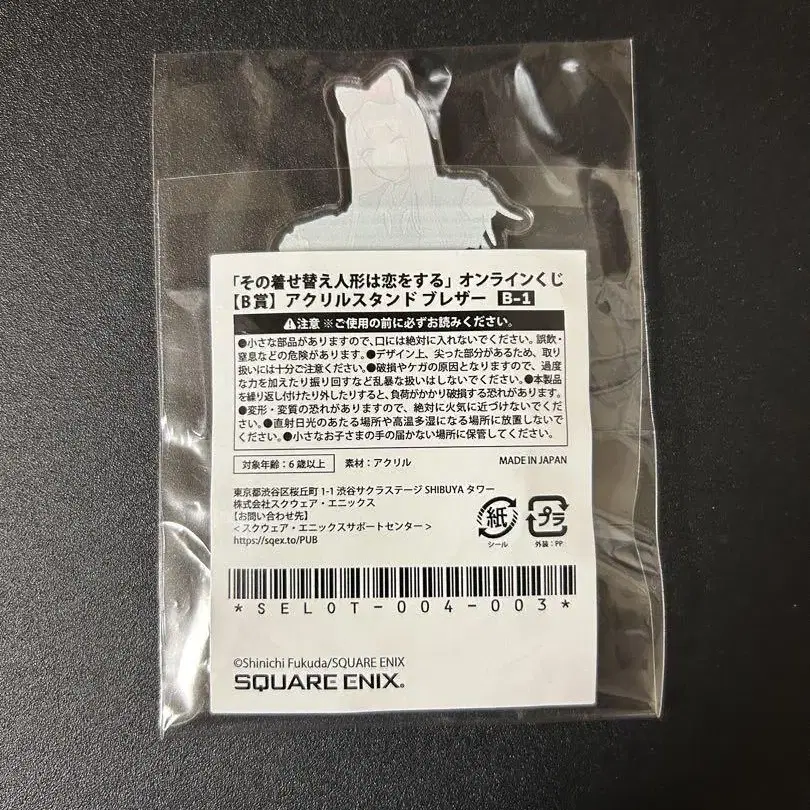 「その着せ替え人形は恋をする」オンラインくじ
【B賞】アクリルスタンド ブレザー B-1
⚠注意 ※ご使用の前に必ずお読みください。
●小さな部品がありますので、口には絶対に入れないでください。誤飲・
窒息などの危険があります。●デザイン上、尖った部分があるため、取り
扱いには十分ご注意ください。●破損やケガの原因となりますので、過度
な力を加えたり振り回すなど乱暴な扱いはしないでください。●本製品
を繰り返し付けたり外したりすると、負荷がかかり破損する恐れがあります。
●変形・変質の恐れがありますので、絶対に火気に近づけないでくだ
さい。●直射日光のあたる場所や高温多湿になる場所に放置しない
でください。●小さなお子さまの手の届かない場所に保管してください。
対象年齢：6歳以上 素材：アクリル MADE IN JAPAN
東京都渋谷区桜丘町1-1 渋谷サクラステージ SHIBUYA タワー
株式会社スクウェア・エニックス
【お問い合わせ先】
＜スクウェア・エニックスサポートセンター＞
https://sqex.to/PUB
紙
シール
プラ
外装：PP
*SELOT-004-003*
©Shinichi Fukuda/SQUARE ENIX
SQUARE ENIX®